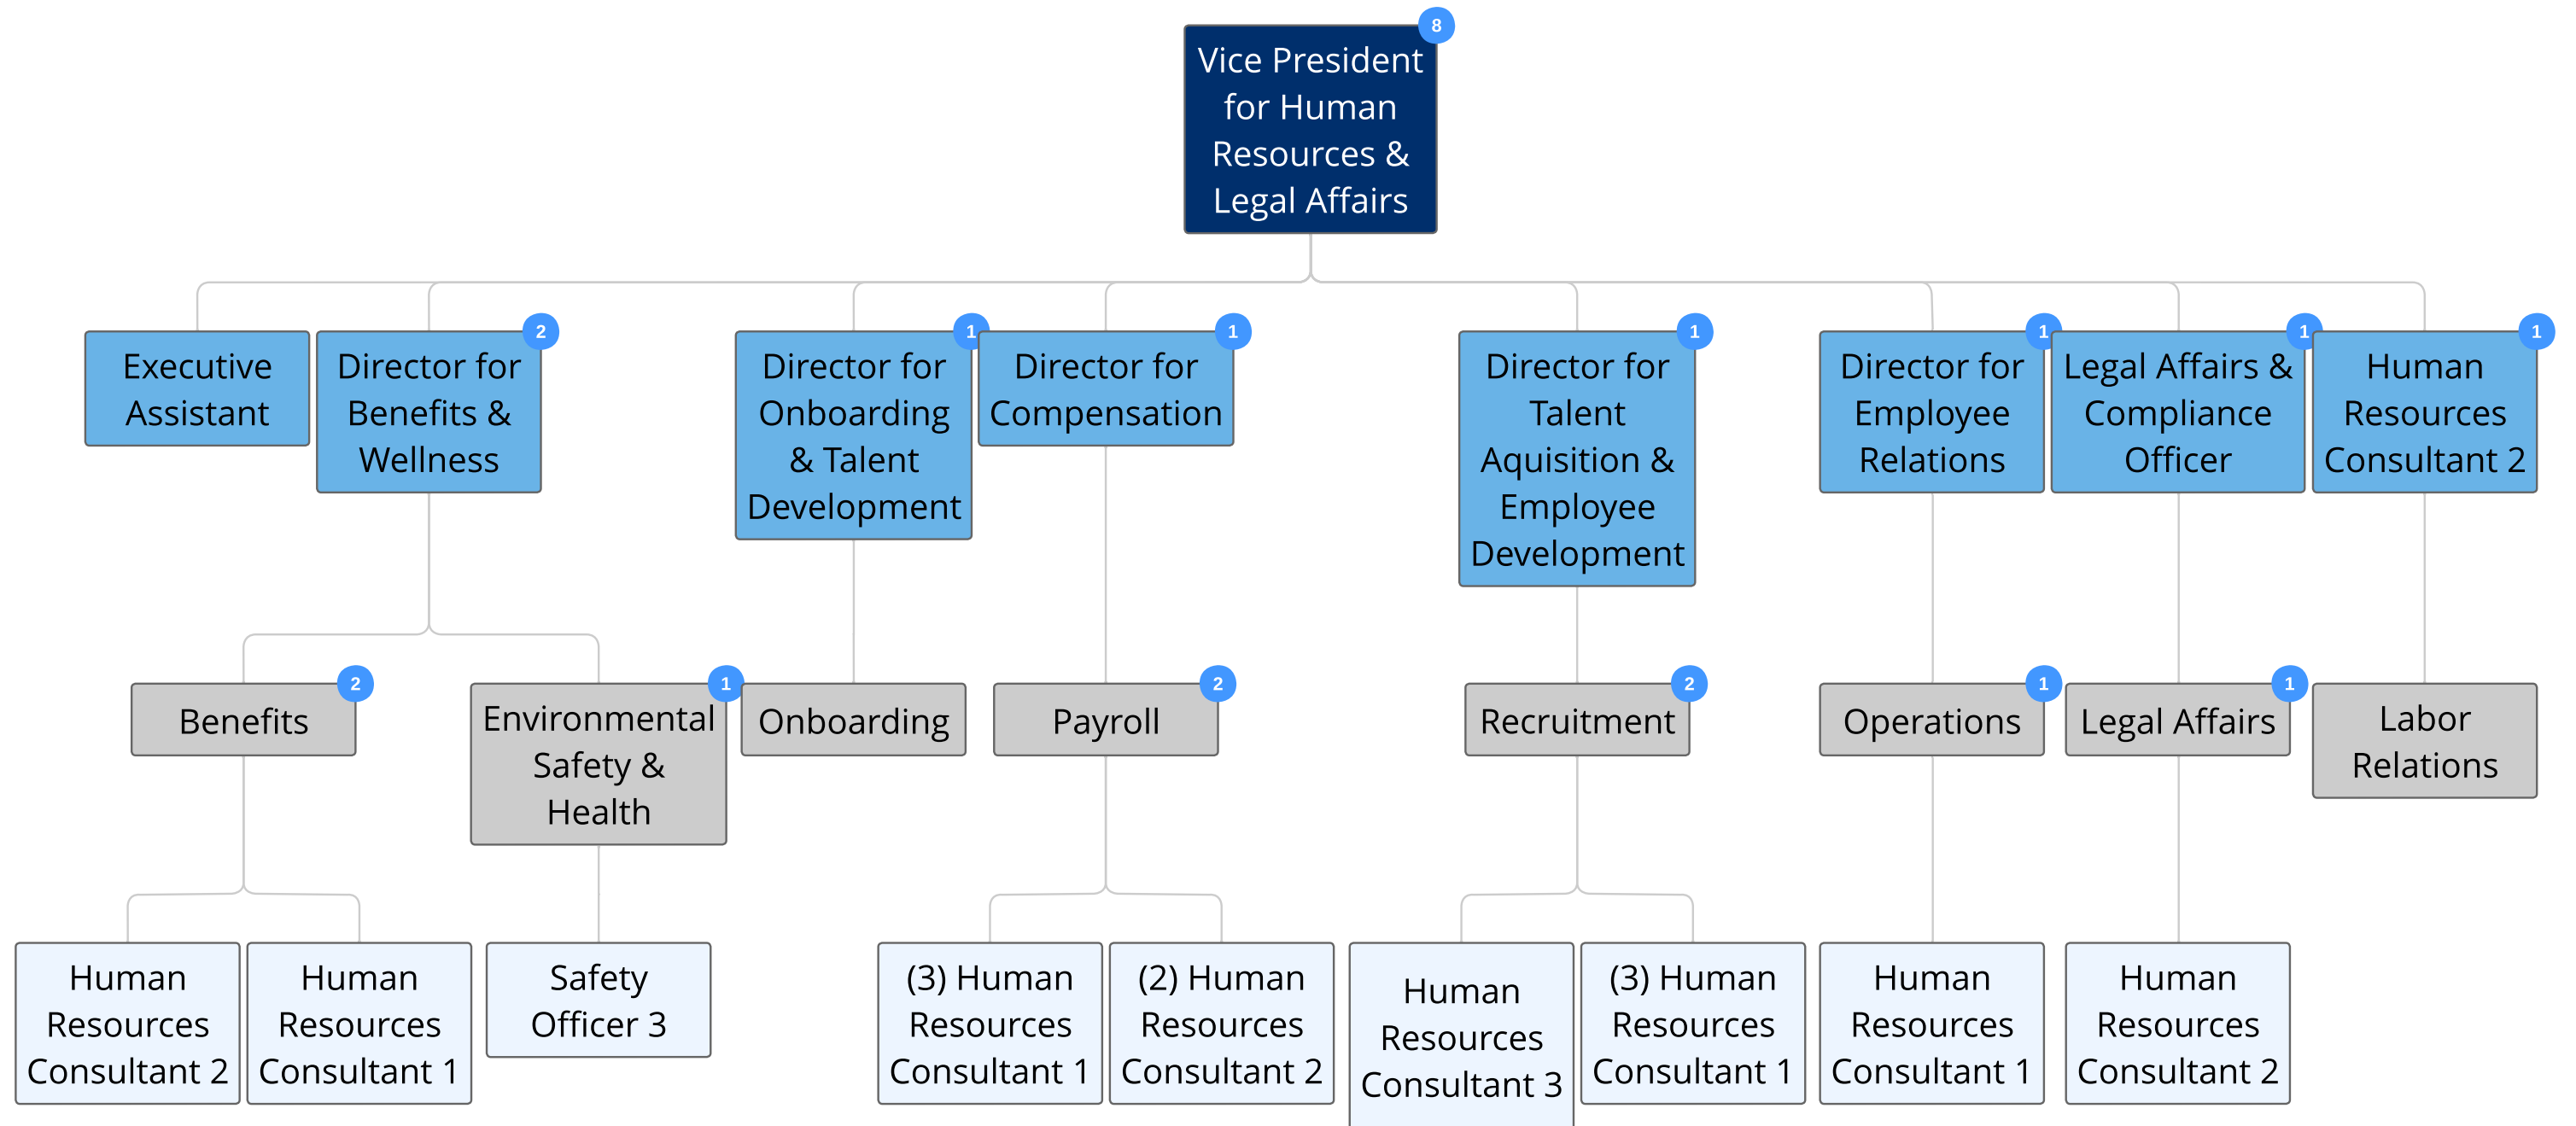 8
Vice President
for Human
Resources &
Legal Affairs
Executive
Assistant
2
Director for
Benefits &
Wellness
1
Director for
Onboarding
& Talent
Development
1
Director for
Compensation
1
Director for
Talent
Aquisition &
Employee
Development
1
Director for
Employee
Relations
1
Legal Affairs &
Compliance
Officer
1
Human
Resources
Consultant 2
2
Benefits
1
Environmental
Safety &
Health
Onboarding
2
Payroll
2
Recruitment
1
Operations
1
Legal Affairs
Labor
Relations
Human
Resources
Consultant 2
Human
Resources
Consultant 1
Safety
Officer 3
(3) Human
Resources
Consultant 1
(2) Human
Resources
Consultant 2
Human
Resources
Consultant 3
(3) Human
Resources
Consultant 1
Human
Resources
Consultant 1
Human
Resources
Consultant 2